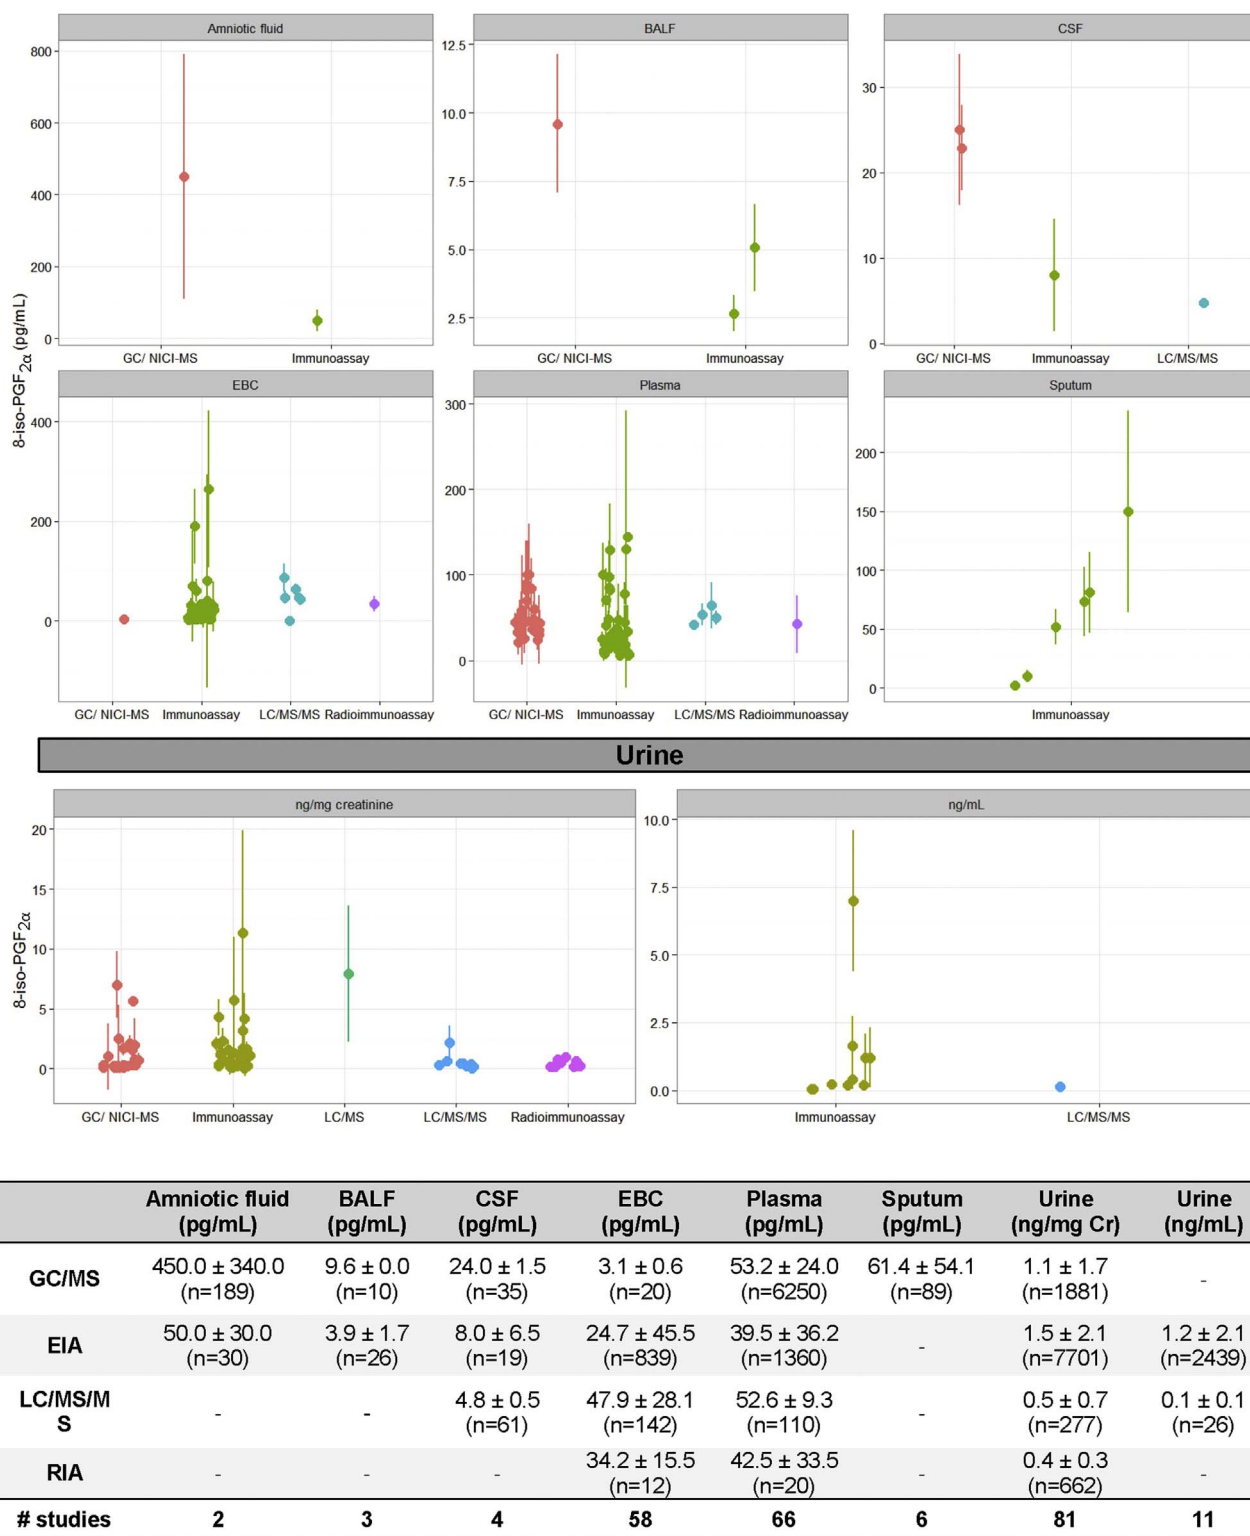 Amniotic fluid
BALF
CSF
800
600
400
200
0
12.5
10.0
7.5
5.0
2.5
30
20
10
0
GC/ NICI-MS
Immunoassay
GC/ NICI-MS
Immunoassay
GC/ NICI-MS
Immunoassay
LC/MS/MS
8-iso-PGF2α (pg/mL)
EBC
Plasma
Sputum
400
200
0
300
200
100
0
200
150
100
50
0
GC/ NICI-MS
Immunoassay
LC/MS/MS
Radioimmunoassay
GC/ NICI-MS
Immunoassay
LC/MS/MS
Radioimmunoassay
Immunoassay
Urine
ng/mg creatinine
ng/mL
8-iso-PGF2α
20
15
10
5
0
10.0
7.5
5.0
2.5
0.0
GC/ NICI-MS
Immunoassay
LC/MS
LC/MS/MS
Radioimmunoassay
Immunoassay
LC/MS/MS
Amniotic fluid (pg/mL) BALF (pg/mL) CSF (pg/mL) EBC (pg/mL) Plasma (pg/mL) Sputum (pg/mL) Urine (ng/mg Cr) Urine (ng/mL)
GC/MS 450.0 ± 340.0 (n=189) 9.6 ± 0.0 (n=10) 24.0 ± 1.5 (n=35) 3.1 ± 0.6 (n=20) 53.2 ± 24.0 (n=6250) 61.4 ± 54.1 (n=89) 1.1 ± 1.7 (n=1881) -
EIA 50.0 ± 30.0 (n=30) 3.9 ± 1.7 (n=26) 8.0 ± 6.5 (n=19) 24.7 ± 45.5 (n=839) 39.5 ± 36.2 (n=1360) - 1.5 ± 2.1 (n=7701) 1.2 ± 2.1 (n=2439)
LC/MS/MS - - 4.8 ± 0.5 (n=61) 47.9 ± 28.1 (n=142) 52.6 ± 9.3 (n=110) - 0.5 ± 0.7 (n=277) 0.1 ± 0.1 (n=26)
RIA - - - 34.2 ± 15.5 (n=12) 42.5 ± 33.5 (n=20) - 0.4 ± 0.3 (n=662) -
# studies 2 3 4 58 66 6 81 11